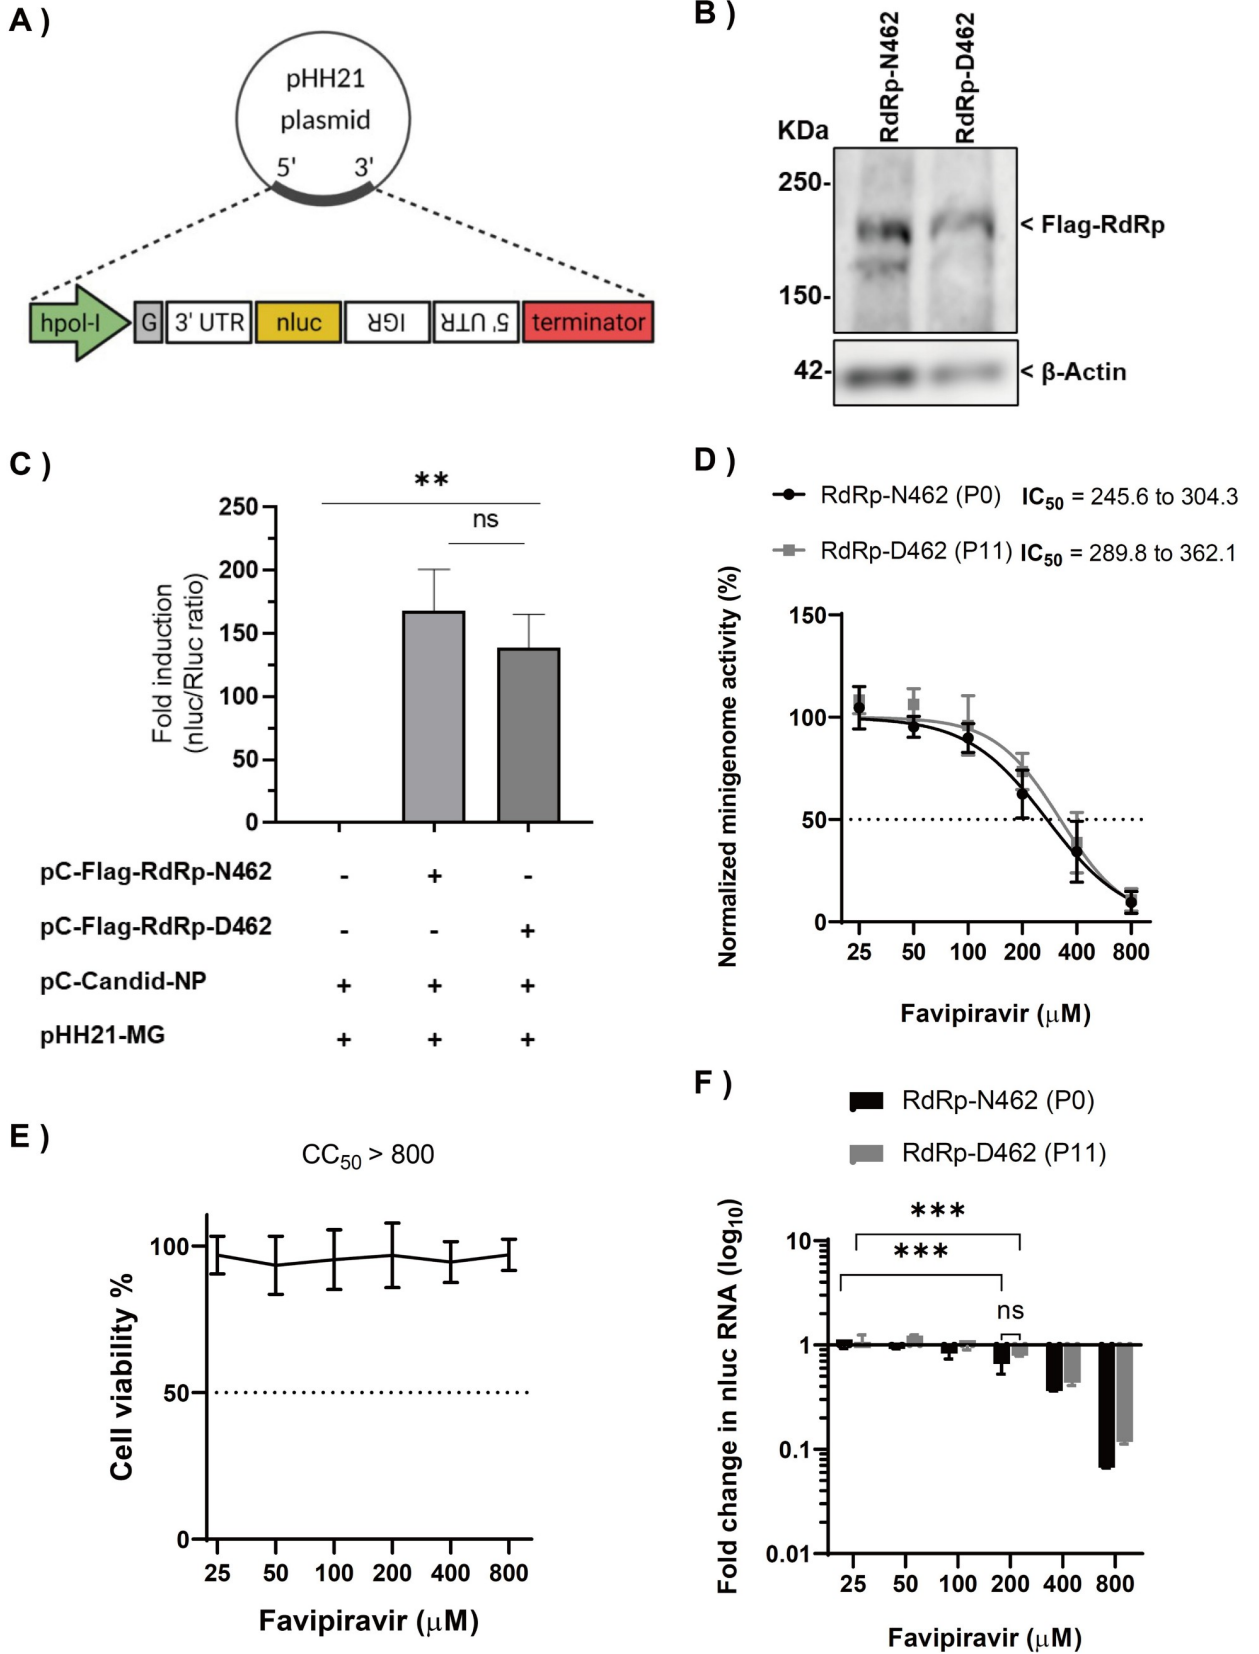 A )
pHH21
plasmid
5' 3'
hpol-I G 3' UTR nluc IGR 5' UTR terminator
B )
RdRp-N462
RdRp-D462
KDa
250-
150-
42-
< Flag-RdRp
< β-Actin
C )
**
ns
Fold induction
(nluc/Rluc ratio)
250
200
150
100
50
0
pC-Flag-RdRp-N462 - + -
pC-Flag-RdRp-D462 - - +
pC-Candid-NP + + +
pHH21-MG + + +
D )
RdRp-N462 (P0) IC50 = 245.6 to 304.3
RdRp-D462 (P11) IC50 = 289.8 to 362.1
Normalized minigenome activity (%)
150
100
50
0
25 50 100 200 400 800
Favipiravir (μM)
E )
CC50 > 800
Cell viability %
100
50
0
25 50 100 200 400 800
Favipiravir (μM)
F )
RdRp-N462 (P0)
RdRp-D462 (P11)
***
***
ns
Fold change in nluc RNA (log10)
10
1
0.1
0.01
25 50 100 200 400 800
Favipiravir (μM)